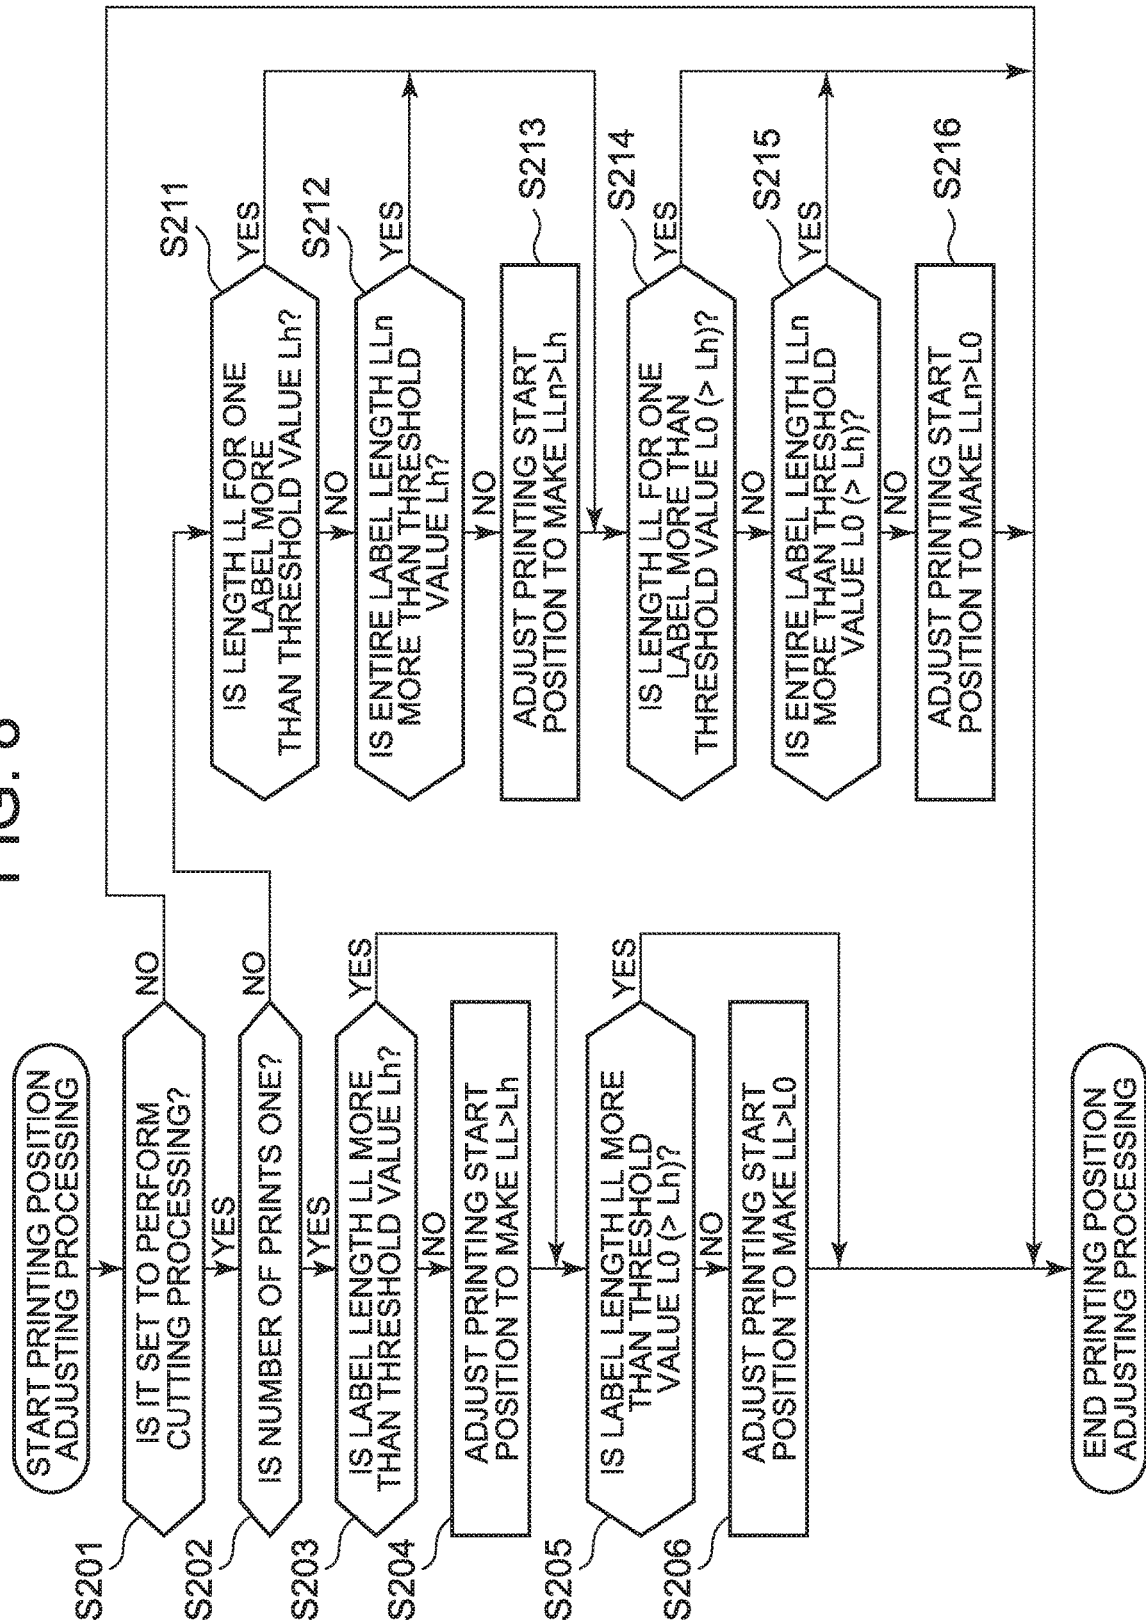 FIG. 8
START PRINTING POSITION
ADJUSTING PROCESSING
S201
IS IT SET TO PERFORM
CUTTING PROCESSING?
NO
YES
S202
IS NUMBER OF PRINTS ONE?
NO
YES
S203
IS LABEL LENGTH LL MORE
THAN THRESHOLD VALUE Lh?
YES
NO
S204
ADJUST PRINTING START
POSITION TO MAKE LL>Lh
S205
IS LABEL LENGTH LL MORE
THAN THRESHOLD
VALUE L0 (> Lh)?
YES
NO
S206
ADJUST PRINTING START
POSITION TO MAKE LL>L0
END PRINTING POSITION
ADJUSTING PROCESSING
S211
IS LENGTH LL FOR ONE
LABEL MORE
THAN THRESHOLD VALUE Lh?
YES
NO
S212
IS ENTIRE LABEL LENGTH LLn
MORE THAN THRESHOLD
VALUE Lh?
YES
NO
S213
ADJUST PRINTING START
POSITION TO MAKE LLn>Lh
S214
IS LENGTH LL FOR ONE
LABEL MORE THAN
THRESHOLD VALUE L0 (> Lh)?
YES
NO
S215
IS ENTIRE LABEL LENGTH LLn
MORE THAN THRESHOLD
VALUE L0 (> Lh)?
YES
NO
S216
ADJUST PRINTING START
POSITION TO MAKE LLn>L0